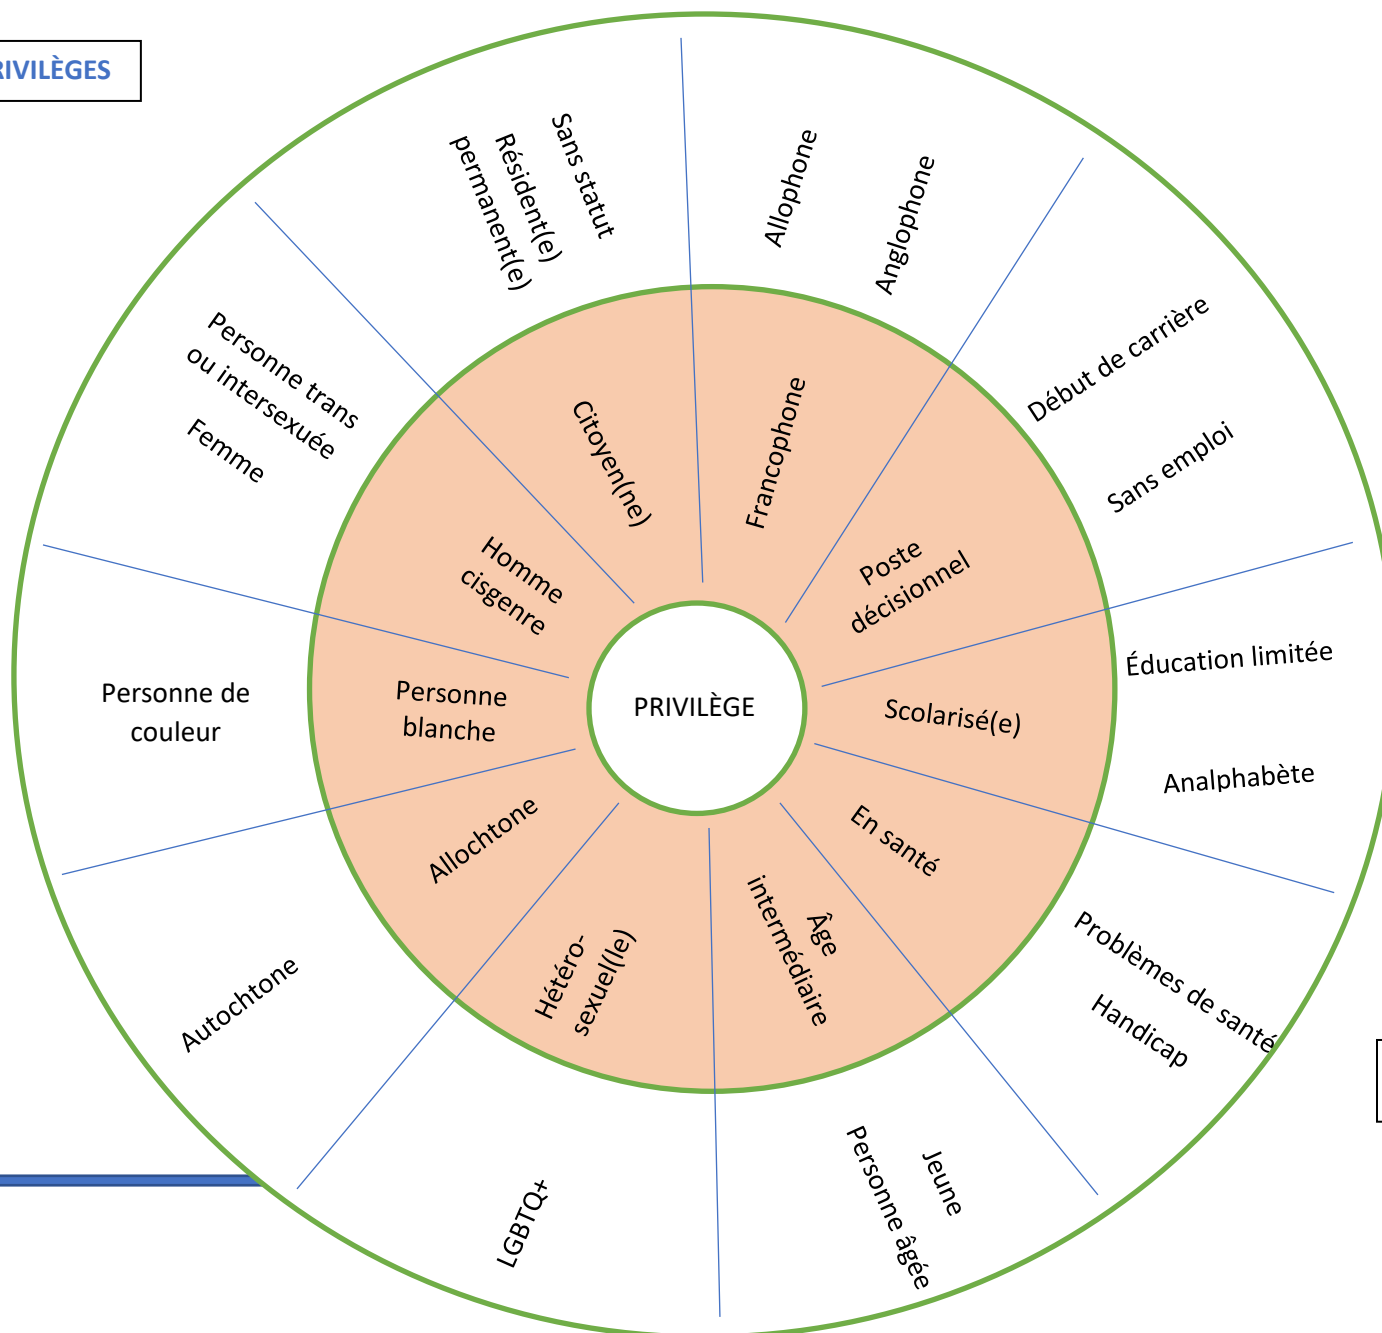 RIVILÈGES
Sans statut
Résident(e)
permanent(e)
Allophone
Anglophone
Début de carrière
Sans emploi
Éducation limitée
Analphabète
Problèmes de santé
Handicap
Jeune
Personne âgée
LGBTQ+
Autochtone
Personne de
couleur
Personne trans
ou intersexuée
Femme
Citoyen(ne)
Francophone
Poste
décisionnel
Scolarisé(e)
En santé
Âge
intermédiaire
Hétéro-
sexuel(le)
Allochtone
Personne
blanche
Homme
cisgenre
PRIVILÈGE